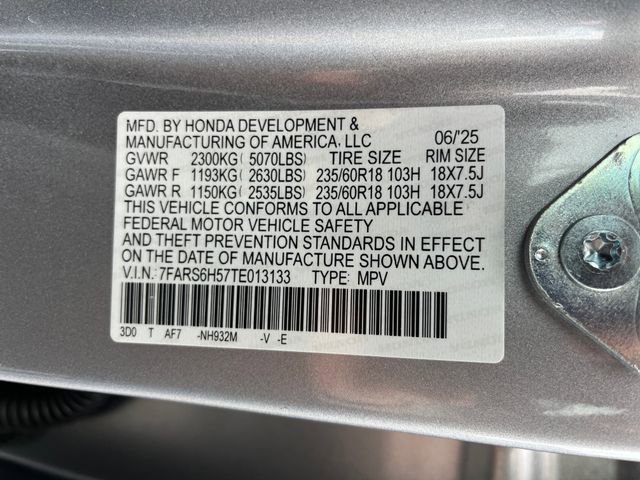 MFD. BY HONDA DEVELOPMENT &
MANUFACTURING OF AMERICA, LLC 06/'25
GVWR 2300KG (5070LBS) TIRE SIZE RIM SIZE
GAWR F 1193KG (2630LBS) 235/60R18 103H 18X7.5J
GAWR R 1150KG (2535LBS) 235/60R18 103H 18X7.5J
THIS VEHICLE CONFORMS TO ALL APPLICABLE
FEDERAL MOTOR VEHICLE SAFETY
AND THEFT PREVENTION STANDARDS IN EFFECT
ON THE DATE OF MANUFACTURE SHOWN ABOVE.
V.I.N.: 7FARS6H57TE013133 TYPE: MPV
3D0 T AF7 -NH932M -V -E